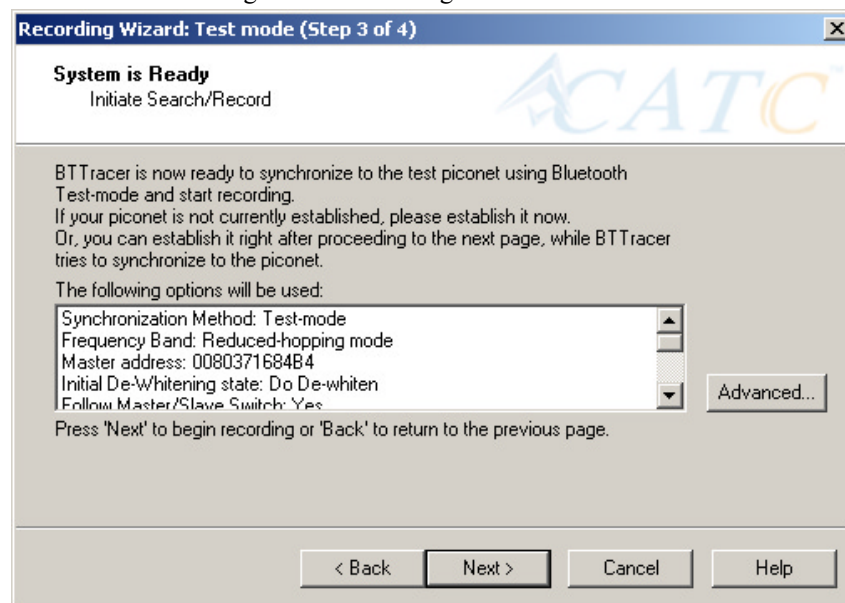 Recording Wizard: Test mode (Step 3 of 4)
System is Ready
Initiate Search/Record
CATC
BTTracer is now ready to synchronize to the test piconet using Bluetooth
Test-mode and start recording.
If your piconet is not currently established, please establish it now.
Or, you can establish it right after proceeding to the next page, while BTTracer
tries to synchronize to the piconet.
The following options will be used:
Synchronization Method: Test-mode
Frequency Band: Reduced-hopping mode
Master address: 0080371684B4
Initial De-Whitening state: Do De-whiten
Follow Master/Slave Switch: Yes
Advanced...
Press 'Next' to begin recording or 'Back' to return to the previous page.
< Back Next > Cancel Help